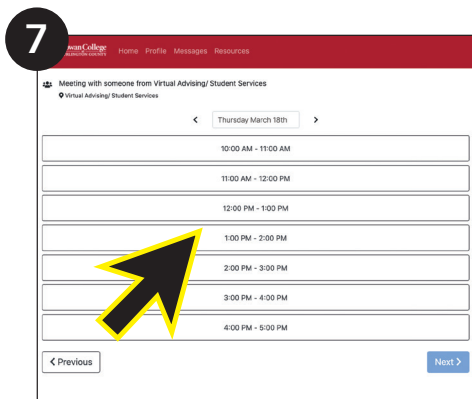 7
College
Home Profile Messages Resources
Meeting with someone from Virtual Advising/ Student Services
Virtual Advising/ Student Services
< Thursday March 18th >
10:00 AM - 11:00 AM
11:00 AM - 12:00 PM
12:00 PM - 1:00 PM
1:00 PM - 2:00 PM
2:00 PM - 3:00 PM
3:00 PM - 4:00 PM
4:00 PM - 5:00 PM
< Previous
Next >